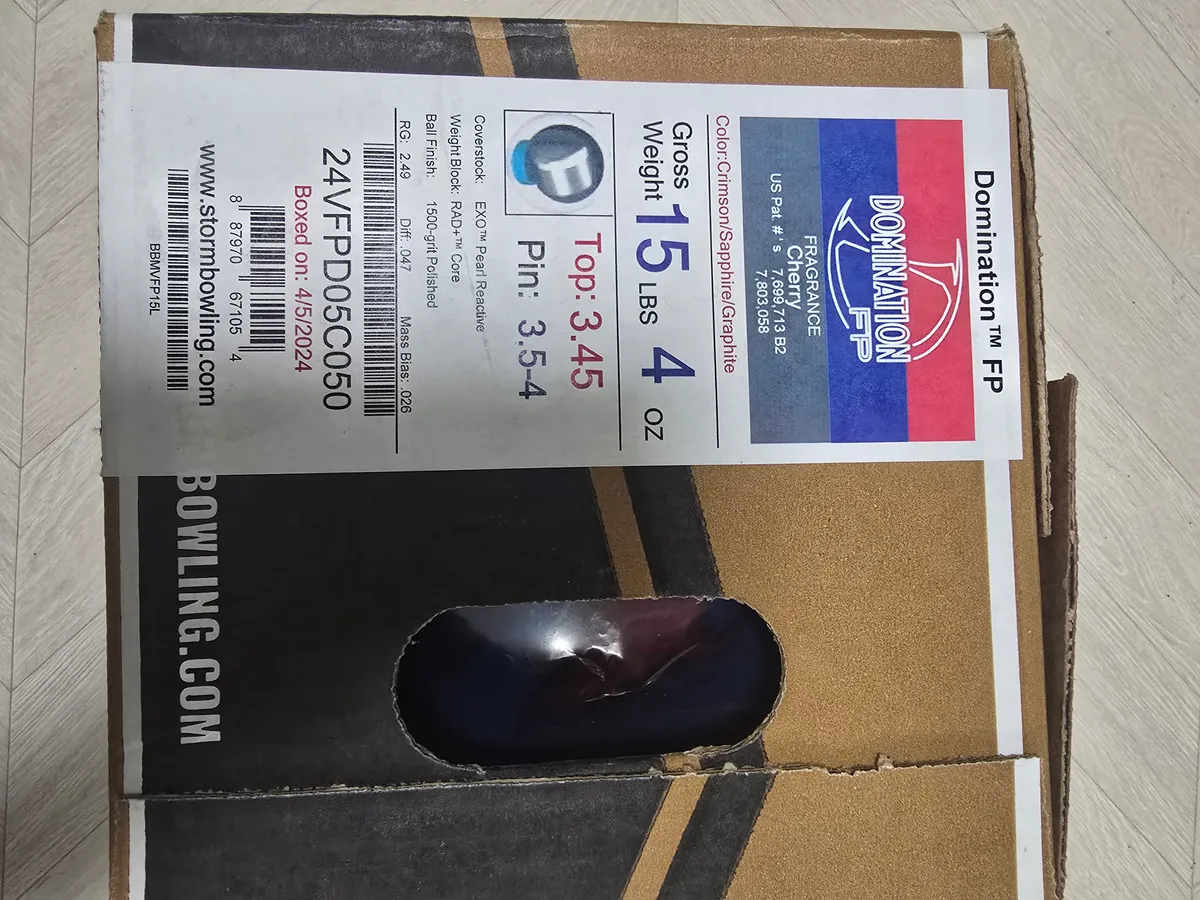 Domination™ FP
DOMINATION
FP
FRAGRANCE
Cherry
US Pat. #'s 7,699,713 B2
7,803,058
Color:Crimson/Sapphire/Graphite
Gross
Weight 15 LBS 4 OZ
Top: 3.45
Pin: 3.5-4
Coverstock: EXO™ Pearl Reactive
Weight Block: RAD+™ Core
Ball Finish: 1500-grit Polished
RG: 2.49 Diff: .047 Mass Bias: .026
24VFPD05C050
Boxed on: 4/5/2024
8 87970 67105 4
www.stormbowling.com
BBMVFP15L
BOWLING.COM